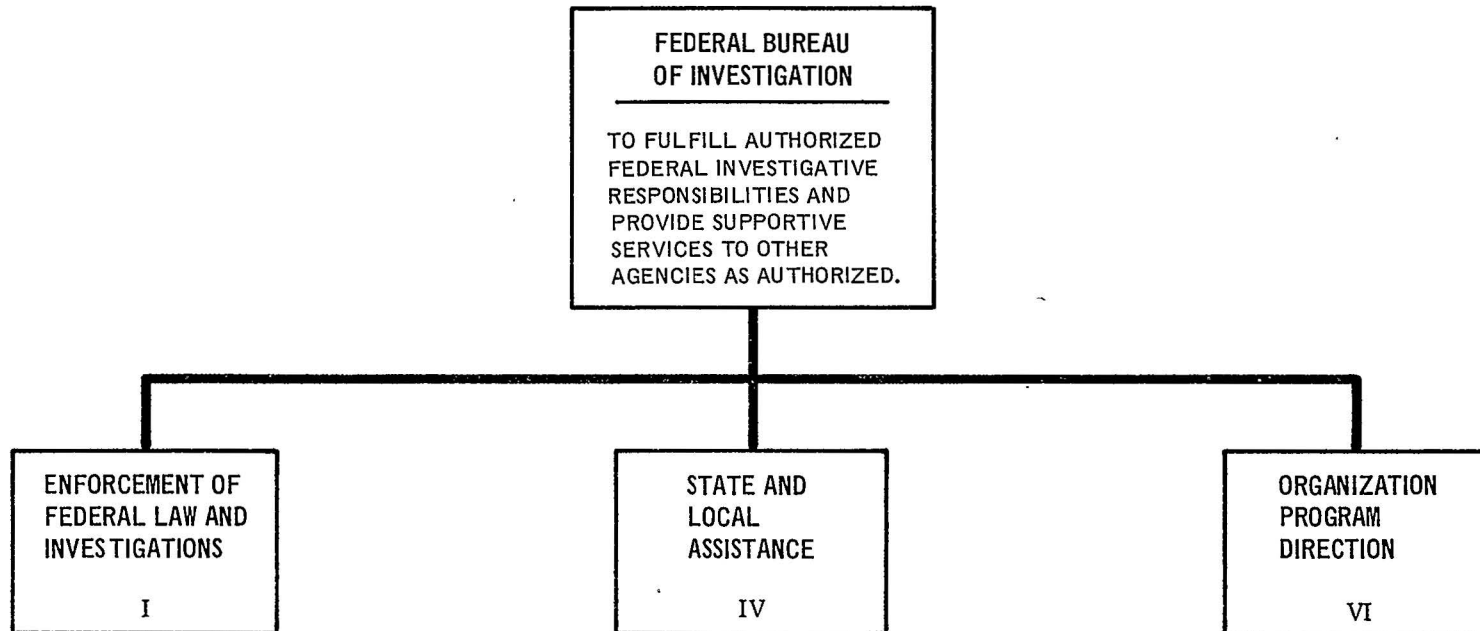 FEDERAL BUREAU
OF INVESTIGATION
TO FULFILL AUTHORIZED
FEDERAL INVESTIGATIVE
RESPONSIBILITIES AND
PROVIDE SUPPORTIVE
SERVICES TO OTHER
AGENCIES AS AUTHORIZED.
ENFORCEMENT OF
FEDERAL LAW AND
INVESTIGATIONS
I
STATE AND
LOCAL
ASSISTANCE
IV
ORGANIZATION
PROGRAM
DIRECTION
VI